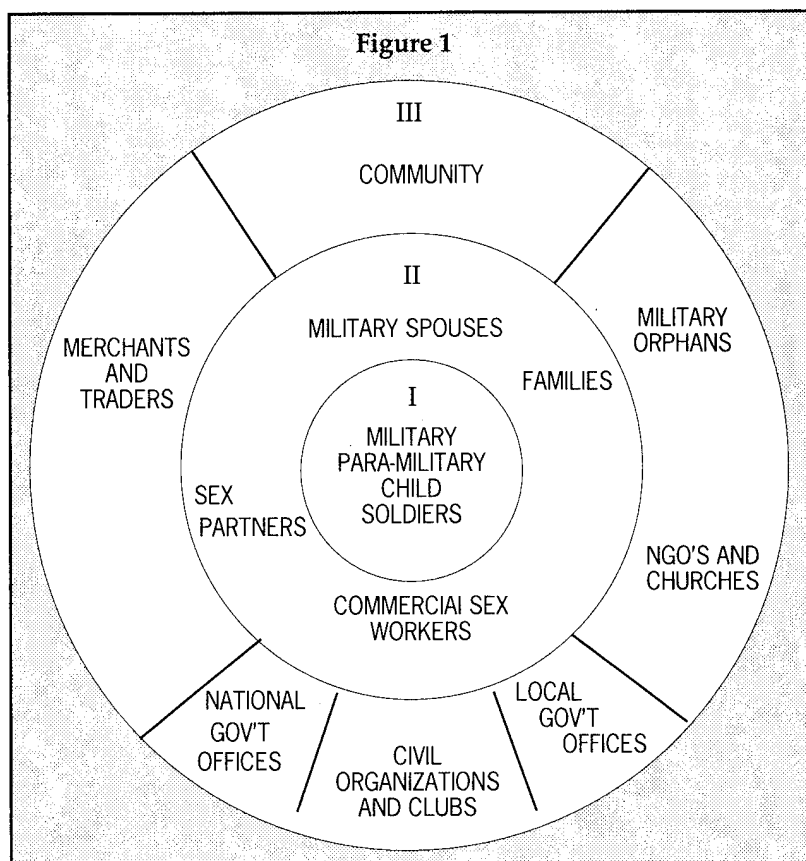 Figure 1
III
COMMUNITY
II
MILITARY SPOUSES
MERCHANTS
AND
TRADERS
MILITARY
ORPHANS
FAMILIES
I
MILITARY
PARA-MILITARY
CHILD
SOLDIERS
SEX
PARTNERS
NGO'S AND
CHURCHES
COMMERCIAI SEX
WORKERS
NATIONAL
GOV'T
OFFICES
CIVIL
ORGANIZATIONS
AND CLUBS
LOCAL
GOV'T
OFFICES